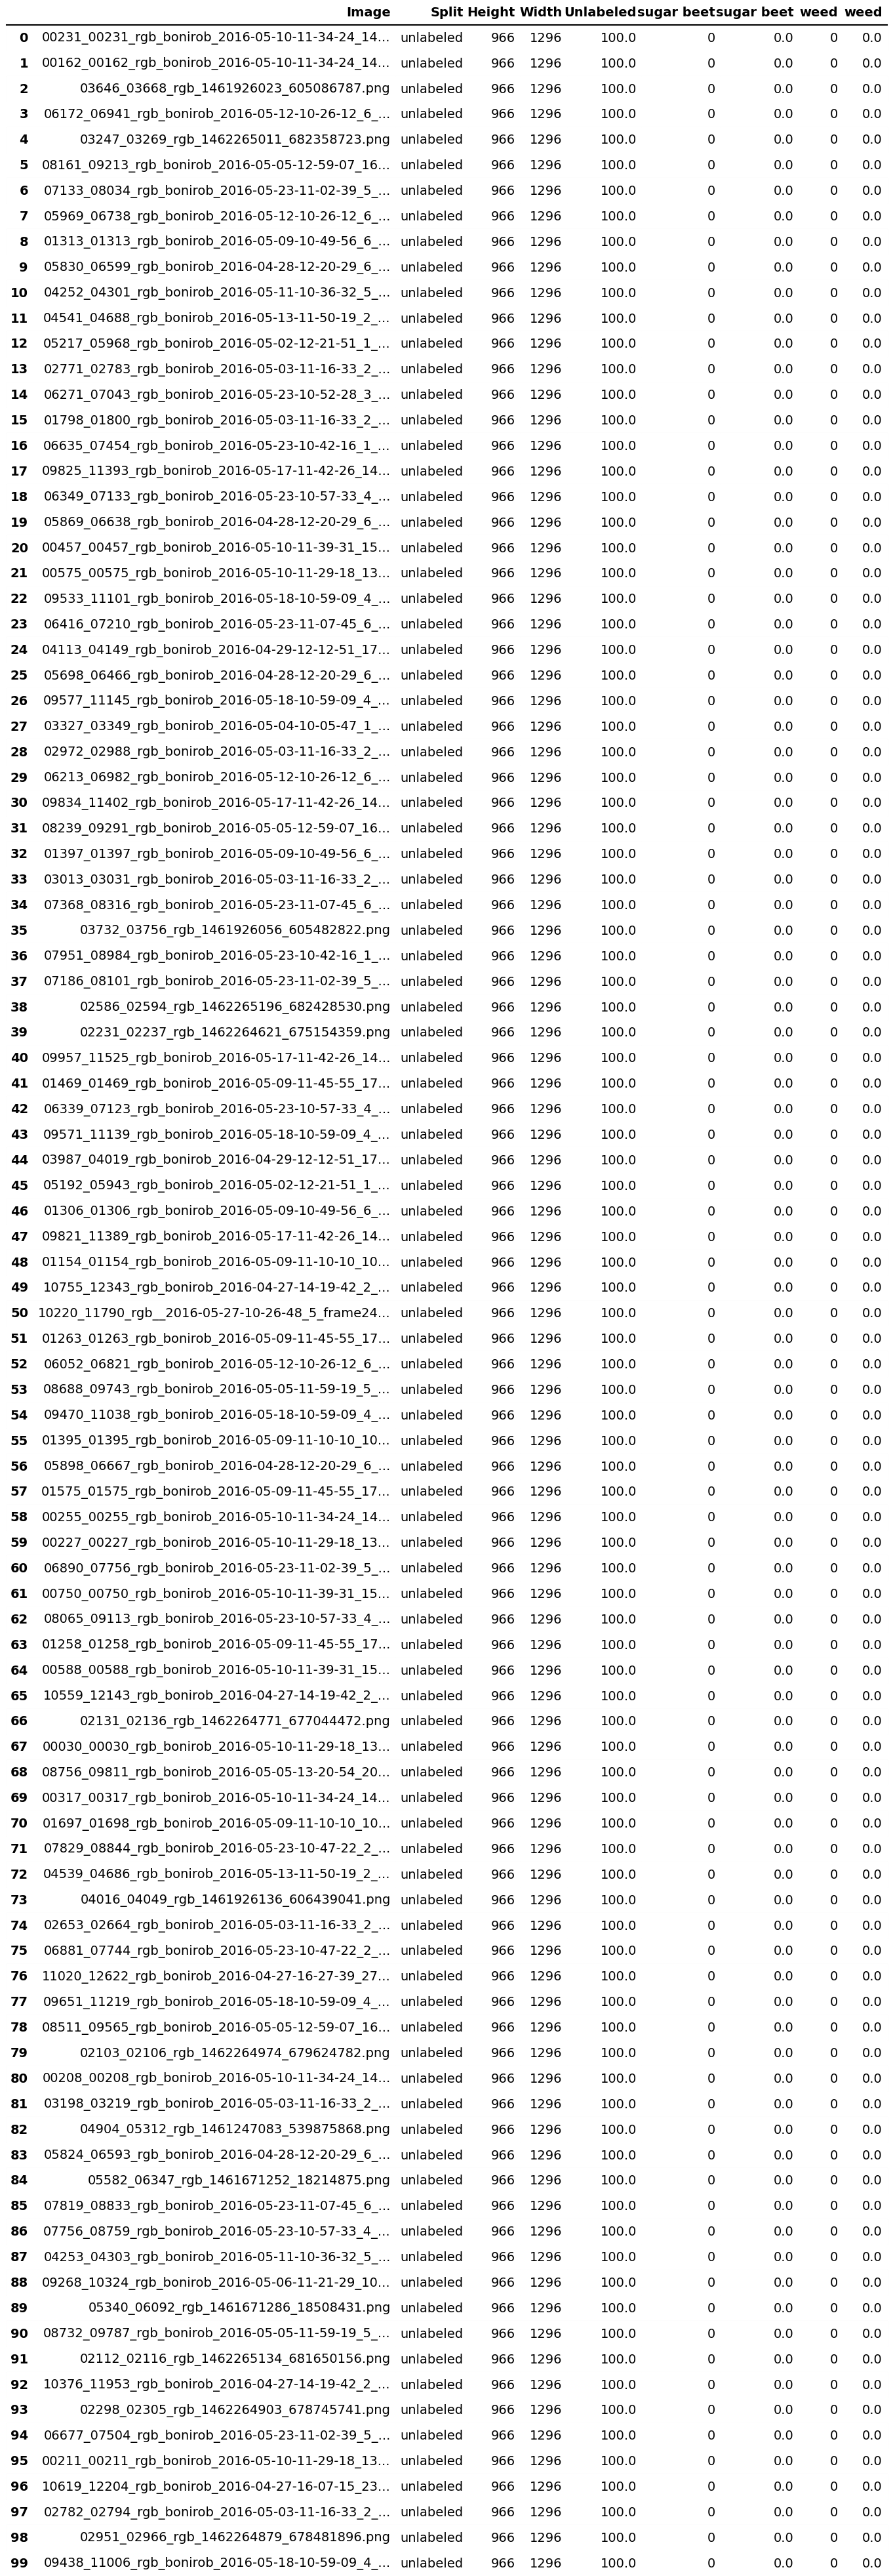 Image Split Height Width Unlabeled sugar beet sugar beet weed weed
0 00231_00231_rgb_bonirob_2016-05-10-11-34-24_14... unlabeled 966 1296 100.0 0 0.0 0 0.0
1 00162_00162_rgb_bonirob_2016-05-10-11-34-24_14... unlabeled 966 1296 100.0 0 0.0 0 0.0
2 03646_03668_rgb_1461926023_605086787.png unlabeled 966 1296 100.0 0 0.0 0 0.0
3 06172_06941_rgb_bonirob_2016-05-12-10-26-12_6_... unlabeled 966 1296 100.0 0 0.0 0 0.0
4 03247_03269_rgb_1462265011_682358723.png unlabeled 966 1296 100.0 0 0.0 0 0.0
5 08161_09213_rgb_bonirob_2016-05-05-12-59-07_16... unlabeled 966 1296 100.0 0 0.0 0 0.0
6 07133_08034_rgb_bonirob_2016-05-23-11-02-39_5_... unlabeled 966 1296 100.0 0 0.0 0 0.0
7 05969_06738_rgb_bonirob_2016-05-12-10-26-12_6_... unlabeled 966 1296 100.0 0 0.0 0 0.0
8 01313_01313_rgb_bonirob_2016-05-09-10-49-56_6_... unlabeled 966 1296 100.0 0 0.0 0 0.0
9 05830_06599_rgb_bonirob_2016-04-28-12-20-29_6_... unlabeled 966 1296 100.0 0 0.0 0 0.0
10 04252_04301_rgb_bonirob_2016-05-11-10-36-32_5_... unlabeled 966 1296 100.0 0 0.0 0 0.0
11 04541_04688_rgb_bonirob_2016-05-13-11-50-19_2_... unlabeled 966 1296 100.0 0 0.0 0 0.0
12 05217_05968_rgb_bonirob_2016-05-02-12-21-51_1_... unlabeled 966 1296 100.0 0 0.0 0 0.0
13 02771_02783_rgb_bonirob_2016-05-03-11-16-33_2_... unlabeled 966 1296 100.0 0 0.0 0 0.0
14 06271_07043_rgb_bonirob_2016-05-23-10-52-28_3_... unlabeled 966 1296 100.0 0 0.0 0 0.0
15 01798_01800_rgb_bonirob_2016-05-03-11-16-33_2_... unlabeled 966 1296 100.0 0 0.0 0 0.0
16 06635_07454_rgb_bonirob_2016-05-23-10-42-16_1_... unlabeled 966 1296 100.0 0 0.0 0 0.0
17 09825_11393_rgb_bonirob_2016-05-17-11-42-26_14... unlabeled 966 1296 100.0 0 0.0 0 0.0
18 06349_07133_rgb_bonirob_2016-05-23-10-57-33_4_... unlabeled 966 1296 100.0 0 0.0 0 0.0
19 05869_06638_rgb_bonirob_2016-04-28-12-20-29_6_... unlabeled 966 1296 100.0 0 0.0 0 0.0
20 00457_00457_rgb_bonirob_2016-05-10-11-39-31_15... unlabeled 966 1296 100.0 0 0.0 0 0.0
21 00575_00575_rgb_bonirob_2016-05-10-11-29-18_13... unlabeled 966 1296 100.0 0 0.0 0 0.0
22 09533_11101_rgb_bonirob_2016-05-18-10-59-09_4_... unlabeled 966 1296 100.0 0 0.0 0 0.0
23 06416_07210_rgb_bonirob_2016-05-23-11-07-45_6_... unlabeled 966 1296 100.0 0 0.0 0 0.0
24 04113_04149_rgb_bonirob_2016-04-29-12-12-51_17... unlabeled 966 1296 100.0 0 0.0 0 0.0
25 05698_06466_rgb_bonirob_2016-04-28-12-20-29_6_... unlabeled 966 1296 100.0 0 0.0 0 0.0
26 09577_11145_rgb_bonirob_2016-05-18-10-59-09_4_... unlabeled 966 1296 100.0 0 0.0 0 0.0
27 03327_03349_rgb_bonirob_2016-05-04-10-05-47_1_... unlabeled 966 1296 100.0 0 0.0 0 0.0
28 02972_02988_rgb_bonirob_2016-05-03-11-16-33_2_... unlabeled 966 1296 100.0 0 0.0 0 0.0
29 06213_06982_rgb_bonirob_2016-05-12-10-26-12_6_... unlabeled 966 1296 100.0 0 0.0 0 0.0
30 09834_11402_rgb_bonirob_2016-05-17-11-42-26_14... unlabeled 966 1296 100.0 0 0.0 0 0.0
31 08239_09291_rgb_bonirob_2016-05-05-12-59-07_16... unlabeled 966 1296 100.0 0 0.0 0 0.0
32 01397_01397_rgb_bonirob_2016-05-09-10-49-56_6_... unlabeled 966 1296 100.0 0 0.0 0 0.0
33 03013_03031_rgb_bonirob_2016-05-03-11-16-33_2_... unlabeled 966 1296 100.0 0 0.0 0 0.0
34 07368_08316_rgb_bonirob_2016-05-23-11-07-45_6_... unlabeled 966 1296 100.0 0 0.0 0 0.0
35 03732_03756_rgb_1461926056_605482822.png unlabeled 966 1296 100.0 0 0.0 0 0.0
36 07951_08984_rgb_bonirob_2016-05-23-10-42-16_1_... unlabeled 966 1296 100.0 0 0.0 0 0.0
37 07186_08101_rgb_bonirob_2016-05-23-11-02-39_5_... unlabeled 966 1296 100.0 0 0.0 0 0.0
38 02586_02594_rgb_1462265196_682428530.png unlabeled 966 1296 100.0 0 0.0 0 0.0
39 02231_02237_rgb_1462264621_675154359.png unlabeled 966 1296 100.0 0 0.0 0 0.0
40 09957_11525_rgb_bonirob_2016-05-17-11-42-26_14... unlabeled 966 1296 100.0 0 0.0 0 0.0
41 01469_01469_rgb_bonirob_2016-05-09-11-45-55_17... unlabeled 966 1296 100.0 0 0.0 0 0.0
42 06339_07123_rgb_bonirob_2016-05-23-10-57-33_4_... unlabeled 966 1296 100.0 0 0.0 0 0.0
43 09571_11139_rgb_bonirob_2016-05-18-10-59-09_4_... unlabeled 966 1296 100.0 0 0.0 0 0.0
44 03987_04019_rgb_bonirob_2016-04-29-12-12-51_17... unlabeled 966 1296 100.0 0 0.0 0 0.0
45 05192_05943_rgb_bonirob_2016-05-02-12-21-51_1_... unlabeled 966 1296 100.0 0 0.0 0 0.0
46 01306_01306_rgb_bonirob_2016-05-09-10-49-56_6_... unlabeled 966 1296 100.0 0 0.0 0 0.0
47 09821_11389_rgb_bonirob_2016-05-17-11-42-26_14... unlabeled 966 1296 100.0 0 0.0 0 0.0
48 01154_01154_rgb_bonirob_2016-05-09-11-10-10_10... unlabeled 966 1296 100.0 0 0.0 0 0.0
49 10755_12343_rgb_bonirob_2016-04-27-14-19-42_2_... unlabeled 966 1296 100.0 0 0.0 0 0.0
50 10220_11790_rgb__2016-05-27-10-26-48_5_frame24... unlabeled 966 1296 100.0 0 0.0 0 0.0
51 01263_01263_rgb_bonirob_2016-05-09-11-45-55_17... unlabeled 966 1296 100.0 0 0.0 0 0.0
52 06052_06821_rgb_bonirob_2016-05-12-10-26-12_6_... unlabeled 966 1296 100.0 0 0.0 0 0.0
53 08688_09743_rgb_bonirob_2016-05-05-11-59-19_5_... unlabeled 966 1296 100.0 0 0.0 0 0.0
54 09470_11038_rgb_bonirob_2016-05-18-10-59-09_4_... unlabeled 966 1296 100.0 0 0.0 0 0.0
55 01395_01395_rgb_bonirob_2016-05-09-11-10-10_10... unlabeled 966 1296 100.0 0 0.0 0 0.0
56 05898_06667_rgb_bonirob_2016-04-28-12-20-29_6_... unlabeled 966 1296 100.0 0 0.0 0 0.0
57 01575_01575_rgb_bonirob_2016-05-09-11-45-55_17... unlabeled 966 1296 100.0 0 0.0 0 0.0
58 00255_00255_rgb_bonirob_2016-05-10-11-34-24_14... unlabeled 966 1296 100.0 0 0.0 0 0.0
59 00227_00227_rgb_bonirob_2016-05-10-11-29-18_13... unlabeled 966 1296 100.0 0 0.0 0 0.0
60 06890_07756_rgb_bonirob_2016-05-23-11-02-39_5_... unlabeled 966 1296 100.0 0 0.0 0 0.0
61 00750_00750_rgb_bonirob_2016-05-10-11-39-31_15... unlabeled 966 1296 100.0 0 0.0 0 0.0
62 08065_09113_rgb_bonirob_2016-05-23-10-57-33_4_... unlabeled 966 1296 100.0 0 0.0 0 0.0
63 01258_01258_rgb_bonirob_2016-05-09-11-45-55_17... unlabeled 966 1296 100.0 0 0.0 0 0.0
64 00588_00588_rgb_bonirob_2016-05-10-11-39-31_15... unlabeled 966 1296 100.0 0 0.0 0 0.0
65 10559_12143_rgb_bonirob_2016-04-27-14-19-42_2_... unlabeled 966 1296 100.0 0 0.0 0 0.0
66 02131_02136_rgb_1462264771_677044472.png unlabeled 966 1296 100.0 0 0.0 0 0.0
67 00030_00030_rgb_bonirob_2016-05-10-11-29-18_13... unlabeled 966 1296 100.0 0 0.0 0 0.0
68 08756_09811_rgb_bonirob_2016-05-05-13-20-54_20... unlabeled 966 1296 100.0 0 0.0 0 0.0
69 00317_00317_rgb_bonirob_2016-05-10-11-34-24_14... unlabeled 966 1296 100.0 0 0.0 0 0.0
70 01697_01698_rgb_bonirob_2016-05-09-11-10-10_10... unlabeled 966 1296 100.0 0 0.0 0 0.0
71 07829_08844_rgb_bonirob_2016-05-23-10-47-22_2_... unlabeled 966 1296 100.0 0 0.0 0 0.0
72 04539_04686_rgb_bonirob_2016-05-13-11-50-19_2_... unlabeled 966 1296 100.0 0 0.0 0 0.0
73 04016_04049_rgb_1461926136_606439041.png unlabeled 966 1296 100.0 0 0.0 0 0.0
74 02653_02664_rgb_bonirob_2016-05-03-11-16-33_2_... unlabeled 966 1296 100.0 0 0.0 0 0.0
75 06881_07744_rgb_bonirob_2016-05-23-10-47-22_2_... unlabeled 966 1296 100.0 0 0.0 0 0.0
76 11020_12622_rgb_bonirob_2016-04-27-16-27-39_27... unlabeled 966 1296 100.0 0 0.0 0 0.0
77 09651_11219_rgb_bonirob_2016-05-18-10-59-09_4_... unlabeled 966 1296 100.0 0 0.0 0 0.0
78 08511_09565_rgb_bonirob_2016-05-05-12-59-07_16... unlabeled 966 1296 100.0 0 0.0 0 0.0
79 02103_02106_rgb_1462264974_679624782.png unlabeled 966 1296 100.0 0 0.0 0 0.0
80 00208_00208_rgb_bonirob_2016-05-10-11-34-24_14... unlabeled 966 1296 100.0 0 0.0 0 0.0
81 03198_03219_rgb_bonirob_2016-05-03-11-16-33_2_... unlabeled 966 1296 100.0 0 0.0 0 0.0
82 04904_05312_rgb_1461247083_539875868.png unlabeled 966 1296 100.0 0 0.0 0 0.0
83 05824_06593_rgb_bonirob_2016-04-28-12-20-29_6_... unlabeled 966 1296 100.0 0 0.0 0 0.0
84 05582_06347_rgb_1461671252_18214875.png unlabeled 966 1296 100.0 0 0.0 0 0.0
85 07819_08833_rgb_bonirob_2016-05-23-11-07-45_6_... unlabeled 966 1296 100.0 0 0.0 0 0.0
86 07756_08759_rgb_bonirob_2016-05-23-10-57-33_4_... unlabeled 966 1296 100.0 0 0.0 0 0.0
87 04253_04303_rgb_bonirob_2016-05-11-10-36-32_5_... unlabeled 966 1296 100.0 0 0.0 0 0.0
88 09268_10324_rgb_bonirob_2016-05-06-11-21-29_10... unlabeled 966 1296 100.0 0 0.0 0 0.0
89 05340_06092_rgb_1461671286_18508431.png unlabeled 966 1296 100.0 0 0.0 0 0.0
90 08732_09787_rgb_bonirob_2016-05-05-11-59-19_5_... unlabeled 966 1296 100.0 0 0.0 0 0.0
91 02112_02116_rgb_1462265134_681650156.png unlabeled 966 1296 100.0 0 0.0 0 0.0
92 10376_11953_rgb_bonirob_2016-04-27-14-19-42_2_... unlabeled 966 1296 100.0 0 0.0 0 0.0
93 02298_02305_rgb_1462264903_678745741.png unlabeled 966 1296 100.0 0 0.0 0 0.0
94 06677_07504_rgb_bonirob_2016-05-23-11-02-39_5_... unlabeled 966 1296 100.0 0 0.0 0 0.0
95 00211_00211_rgb_bonirob_2016-05-10-11-29-18_13... unlabeled 966 1296 100.0 0 0.0 0 0.0
96 10619_12204_rgb_bonirob_2016-04-27-16-07-15_23... unlabeled 966 1296 100.0 0 0.0 0 0.0
97 02782_02794_rgb_bonirob_2016-05-03-11-16-33_2_... unlabeled 966 1296 100.0 0 0.0 0 0.0
98 02951_02966_rgb_1462264879_678481896.png unlabeled 966 1296 100.0 0 0.0 0 0.0
99 09438_11006_rgb_bonirob_2016-05-18-10-59-09_4_... unlabeled 966 1296 100.0 0 0.0 0 0.0